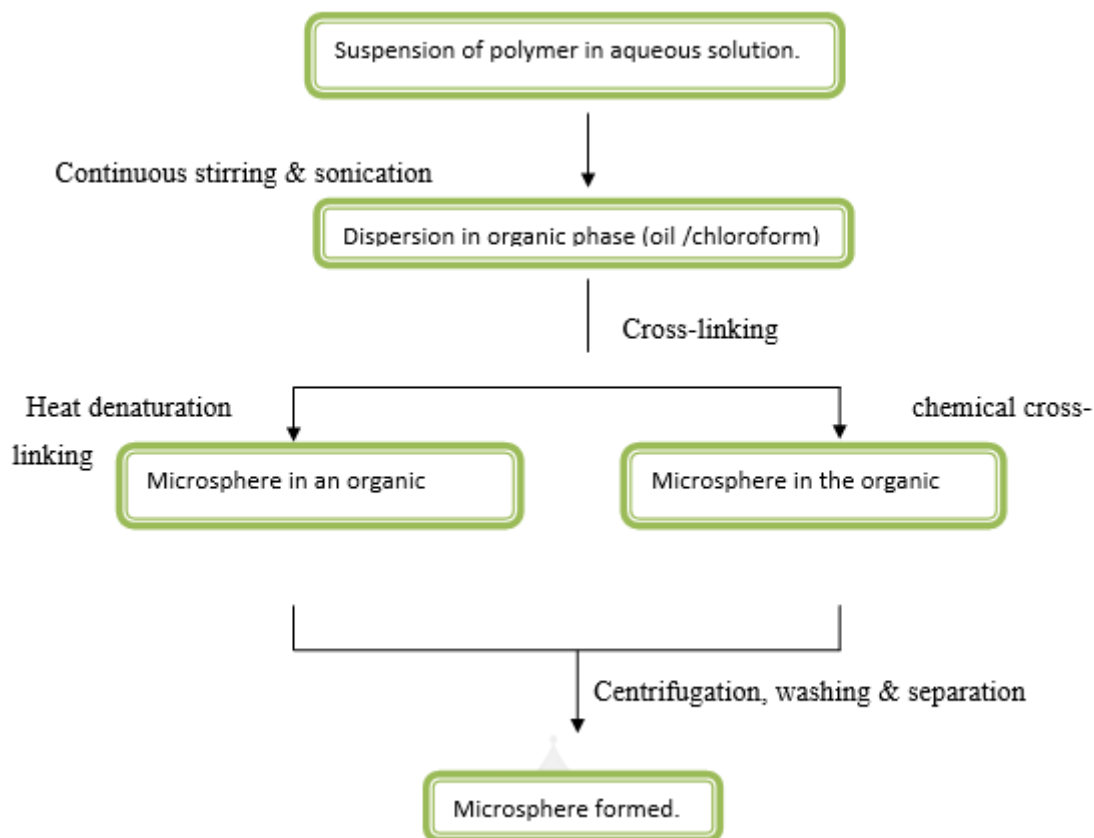 Suspension of polymer in aqueous solution.
Continuous stirring & sonication
Dispersion in organic phase (oil /chloroform)
Cross-linking
Heat denaturation
chemical cross-
linking
Microsphere in an organic
Microsphere in the organic
Centrifugation, washing & separation
Microsphere formed.